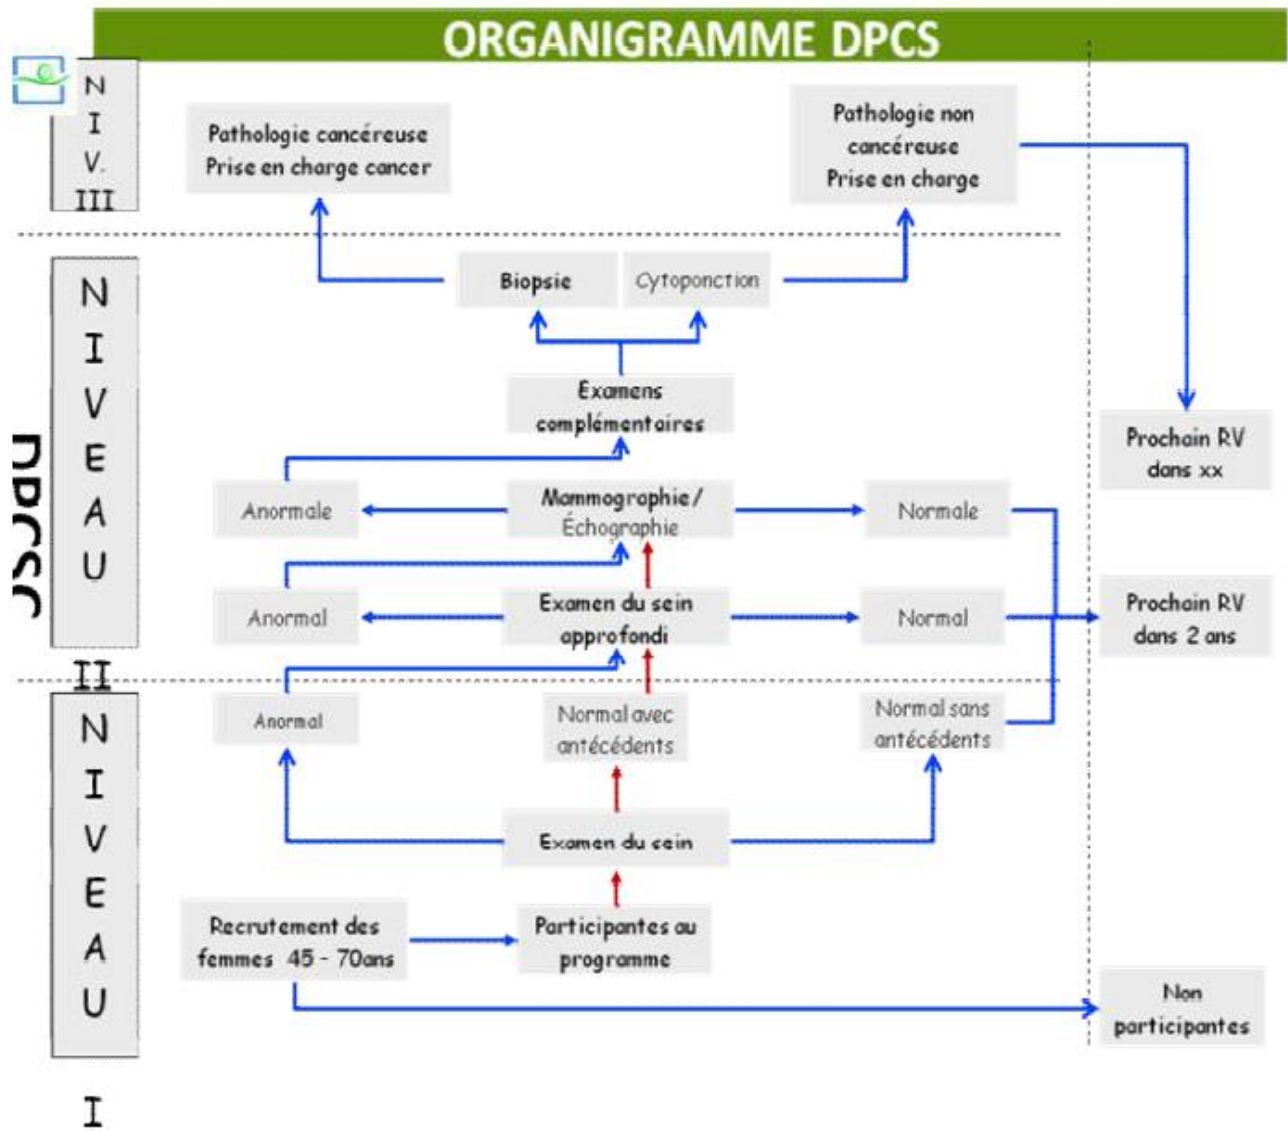 ORGANIGRAMME DPCS
N
I
V.
III
Pathologie cancéreuse
Prise en charge cancer
Pathologie non
cancéreuse
Prise en charge
N
I
V
E
A
U
II
Biopsie
Cytoponction
Examens
complémentaires
Prochain RV
dans xx
Anormale
Mammographie/
Échographie
Normale
Anormal
Examen du sein
approfondi
Normal
Prochain RV
dans 2 ans
N
I
V
E
A
U
I
Anormal
Normal avec
antécédents
Normal sans
antécédents
Examen du sein
Recrutement des
femmes 45 - 70ans
Participantes au
programme
Non
participantes